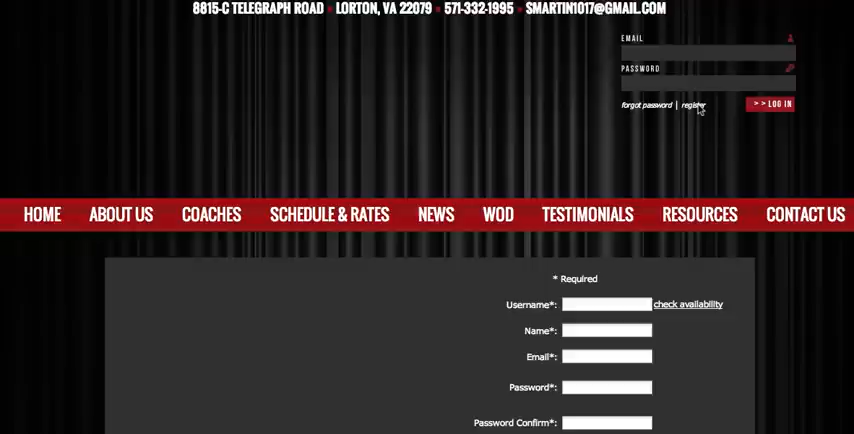 8815-C TELEGRAPH ROAD LORTON, VA 22079 571-332-1995 SMARTIN1017@GMAIL.COM
EMAIL
PASSWORD
forgot password | register
>> LOG IN
HOME ABOUT US COACHES SCHEDULE & RATES NEWS WOD TESTIMONIALS RESOURCES CONTACT US
* Required
Username*: check availability
Name*:
Email*:
Password*:
Password Confirm*: